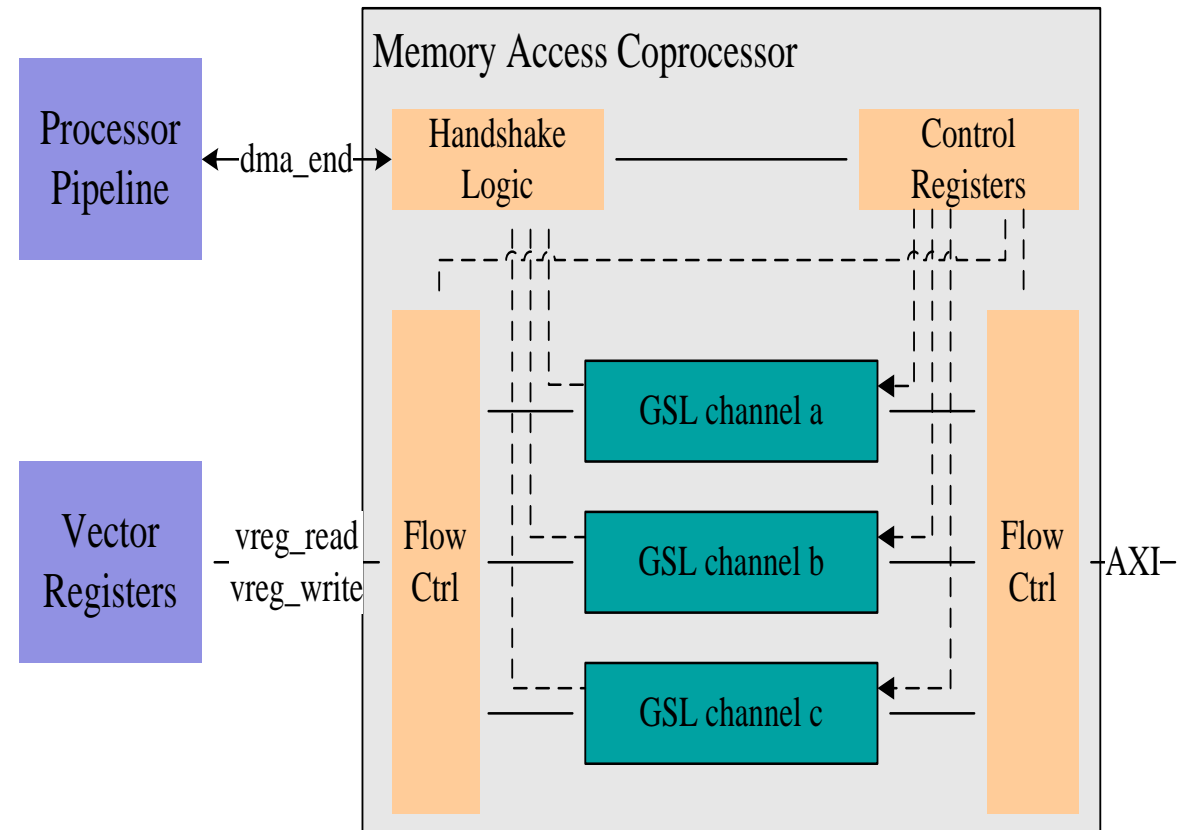 Memory Access Coprocessor
Processor
Pipeline
dma_end
Handshake
Logic
Control
Registers
GSL channel a
Vector
Registers
vreg_read
vreg_write
Flow
Ctrl
GSL channel b
Flow
Ctrl
AXI
GSL channel c